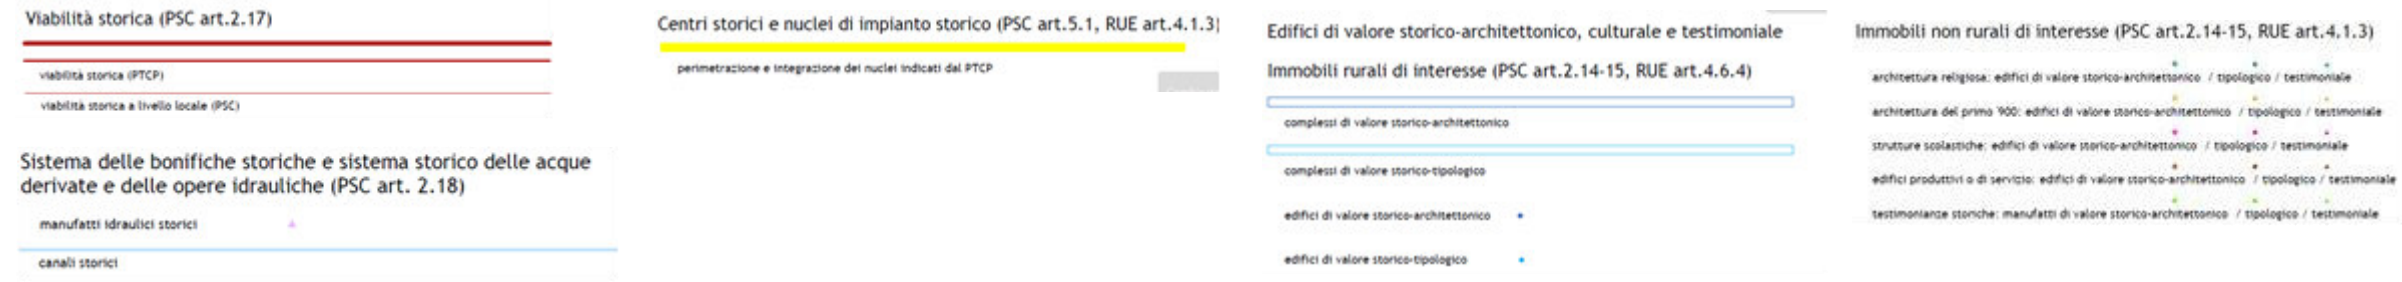 Viabilità storica (PSC art.2.17)
viabilità storica (PTCP)
viabilità storica a livello locale (PSC)
Sistema delle bonifiche storiche e sistema storico delle acque
derivate e delle opere idrauliche (PSC art. 2.18)
manufatti idraulici storici
canali storici
Centri storici e nuclei di impianto storico (PSC art.5.1, RUE art.4.1.3)
perimetrazione e integrazione dei nuclei indicati dal PTCP
Edifici di valore storico-architettonico, culturale e testimoniale
Immobili rurali di interesse (PSC art.2.14-15, RUE art.4.6.4)
complessi di valore storico-architettonico
complessi di valore storico-tipologico
edifici di valore storico-architettonico
edifici di valore storico-tipologico
Immobili non rurali di interesse (PSC art.2.14-15, RUE art.4.1.3)
architettura religiosa: edifici di valore storico-architettonico / tipologico / testimoniale
architettura del primo '900: edifici di valore storico-architettonico / tipologico / testimoniale
strutture scolastiche: edifici di valore storico-architettonico / tipologico / testimoniale
edifici produttivi o di servizio: edifici di valore storico-architettonico / tipologico / testimoniale
testimonianze storiche: manufatti di valore storico-architettonico / tipologico / testimoniale